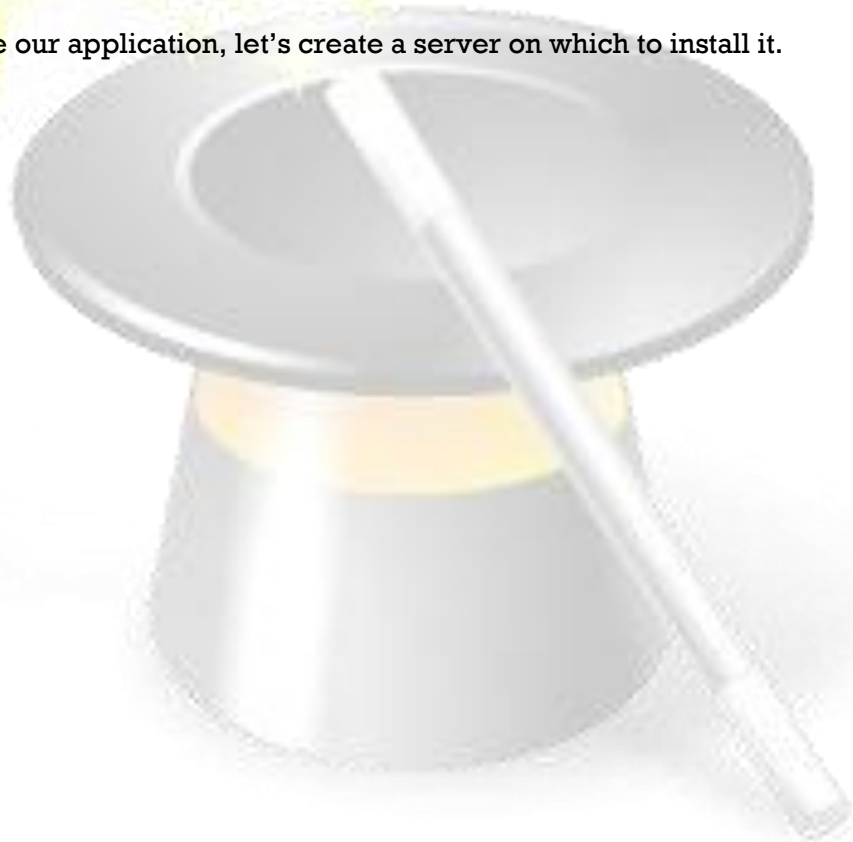 e our application, let's create a server on which to install it.